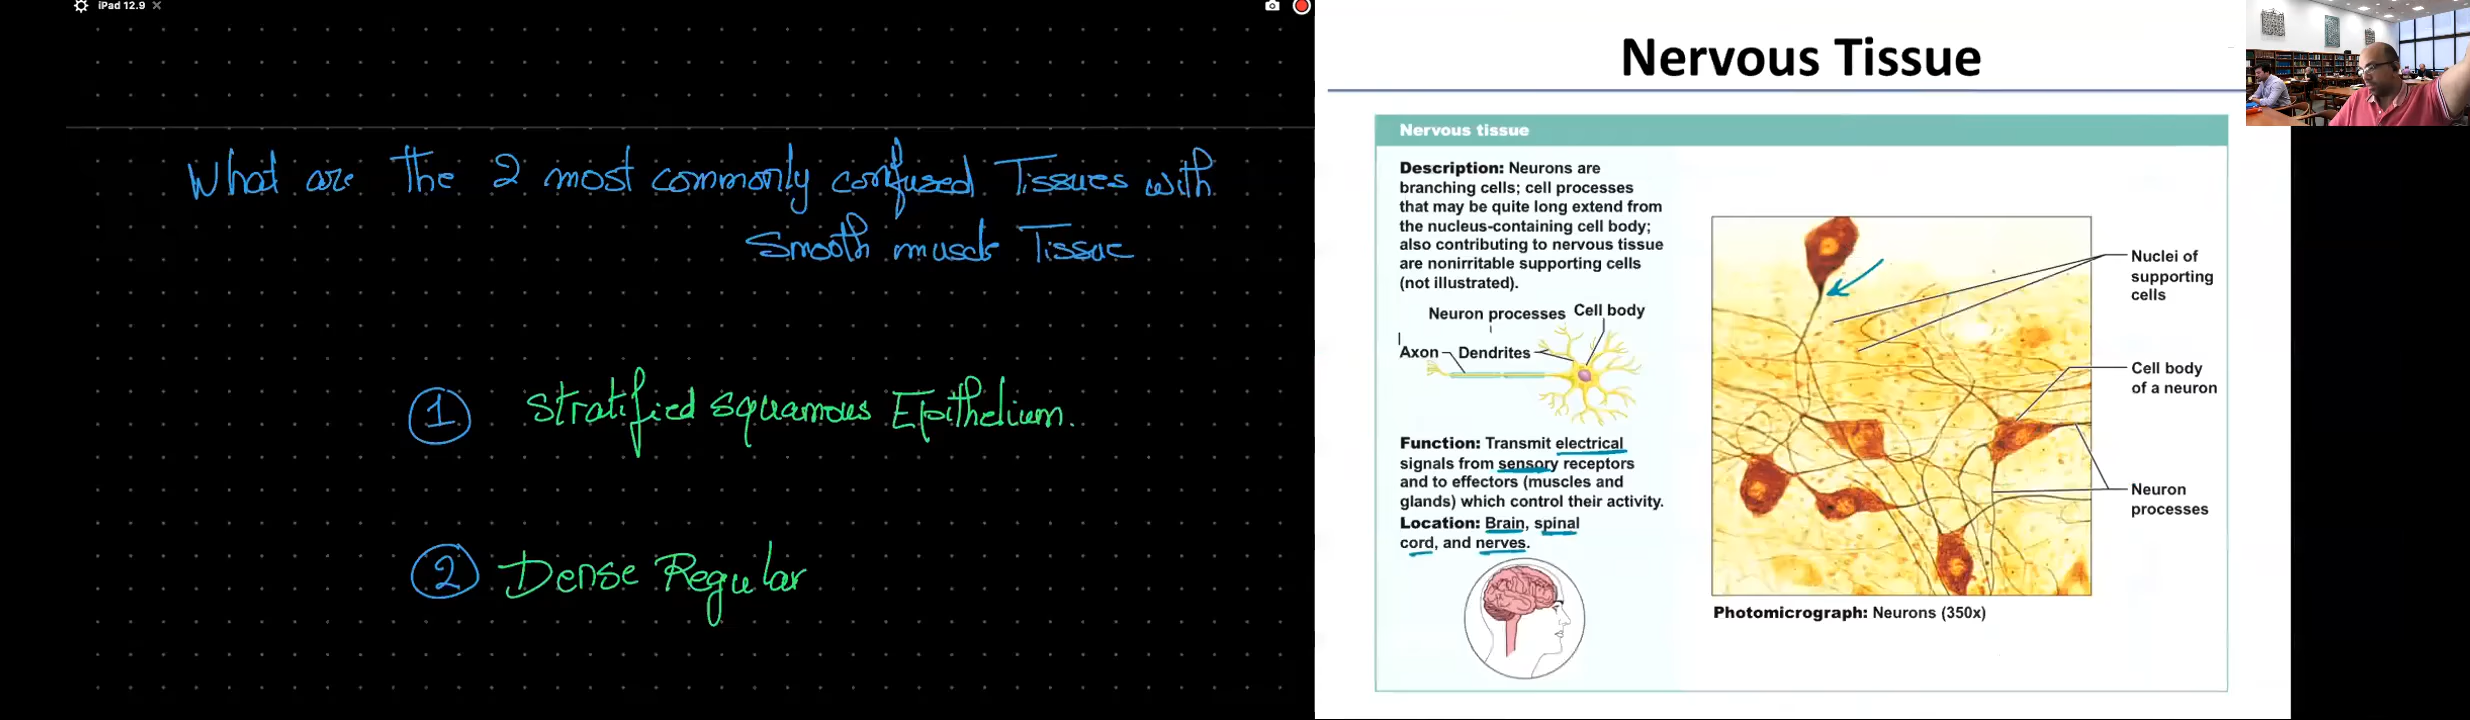 iPad 12.9
What are the 2 most commonly confused Tissues with
Smooth muscle Tissue
1 Stratified squamous Epithelium.
2 Dense Regular
Nervous Tissue
Nervous tissue
Description: Neurons are
branching cells; cell processes
that may be quite long extend from
the nucleus-containing cell body;
also contributing to nervous tissue
are nonirritable supporting cells
(not illustrated).
Neuron processes
Cell body
Axon
Dendrites
Function: Transmit electrical
signals from sensory receptors
and to effectors (muscles and
glands) which control their activity.
Location: Brain, spinal
cord, and nerves.
Nuclei of
supporting
cells
Cell body
of a neuron
Neuron
processes
Photomicrograph: Neurons (350x)